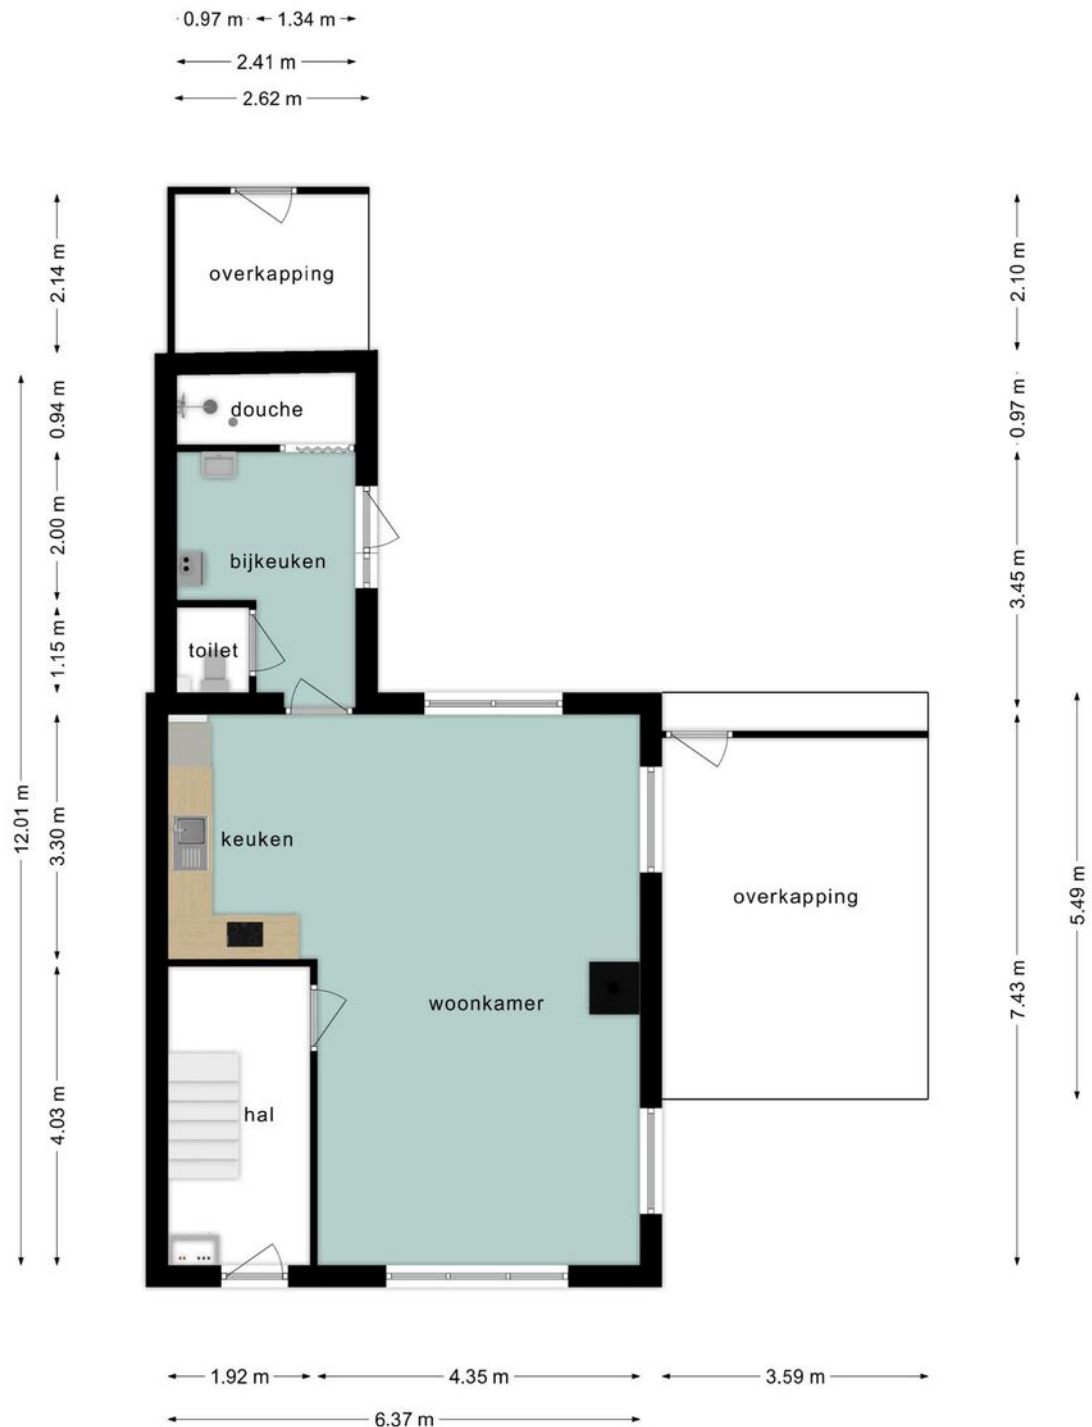 0.97 m 1.34 m
2.41 m
2.62 m
2.14 m
overkapping
2.10 m
0.94 m
douche
0.97 m
2.00 m
bijkeuken
3.45 m
1.15 m
toilet
12.01 m
3.30 m
keuken
overkapping
5.49 m
woonkamer
7.43 m
4.03 m
hal
1.92 m
4.35 m
3.59 m
6.37 m